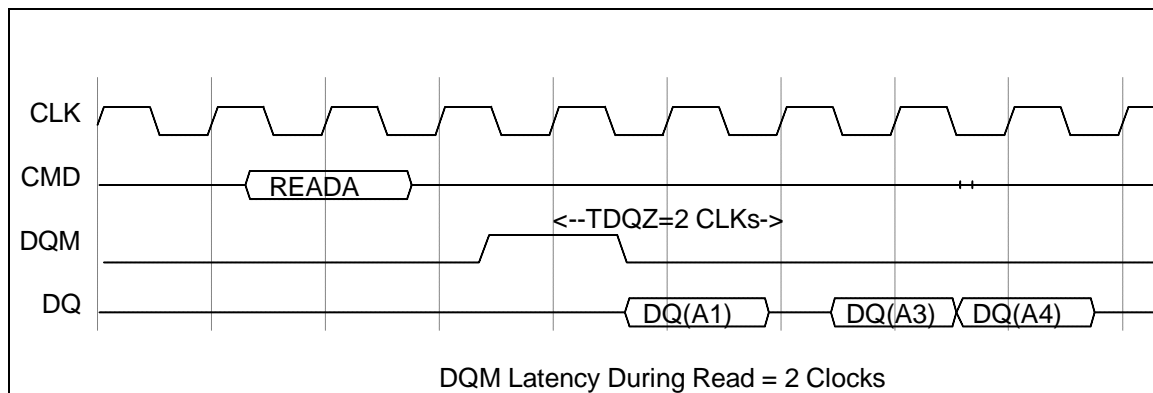 CLK
CMD READA
<--TDQZ=2 CLKs->
DQM
DQ DQ(A1) DQ(A3) DQ(A4)
DQM Latency During Read = 2 Clocks